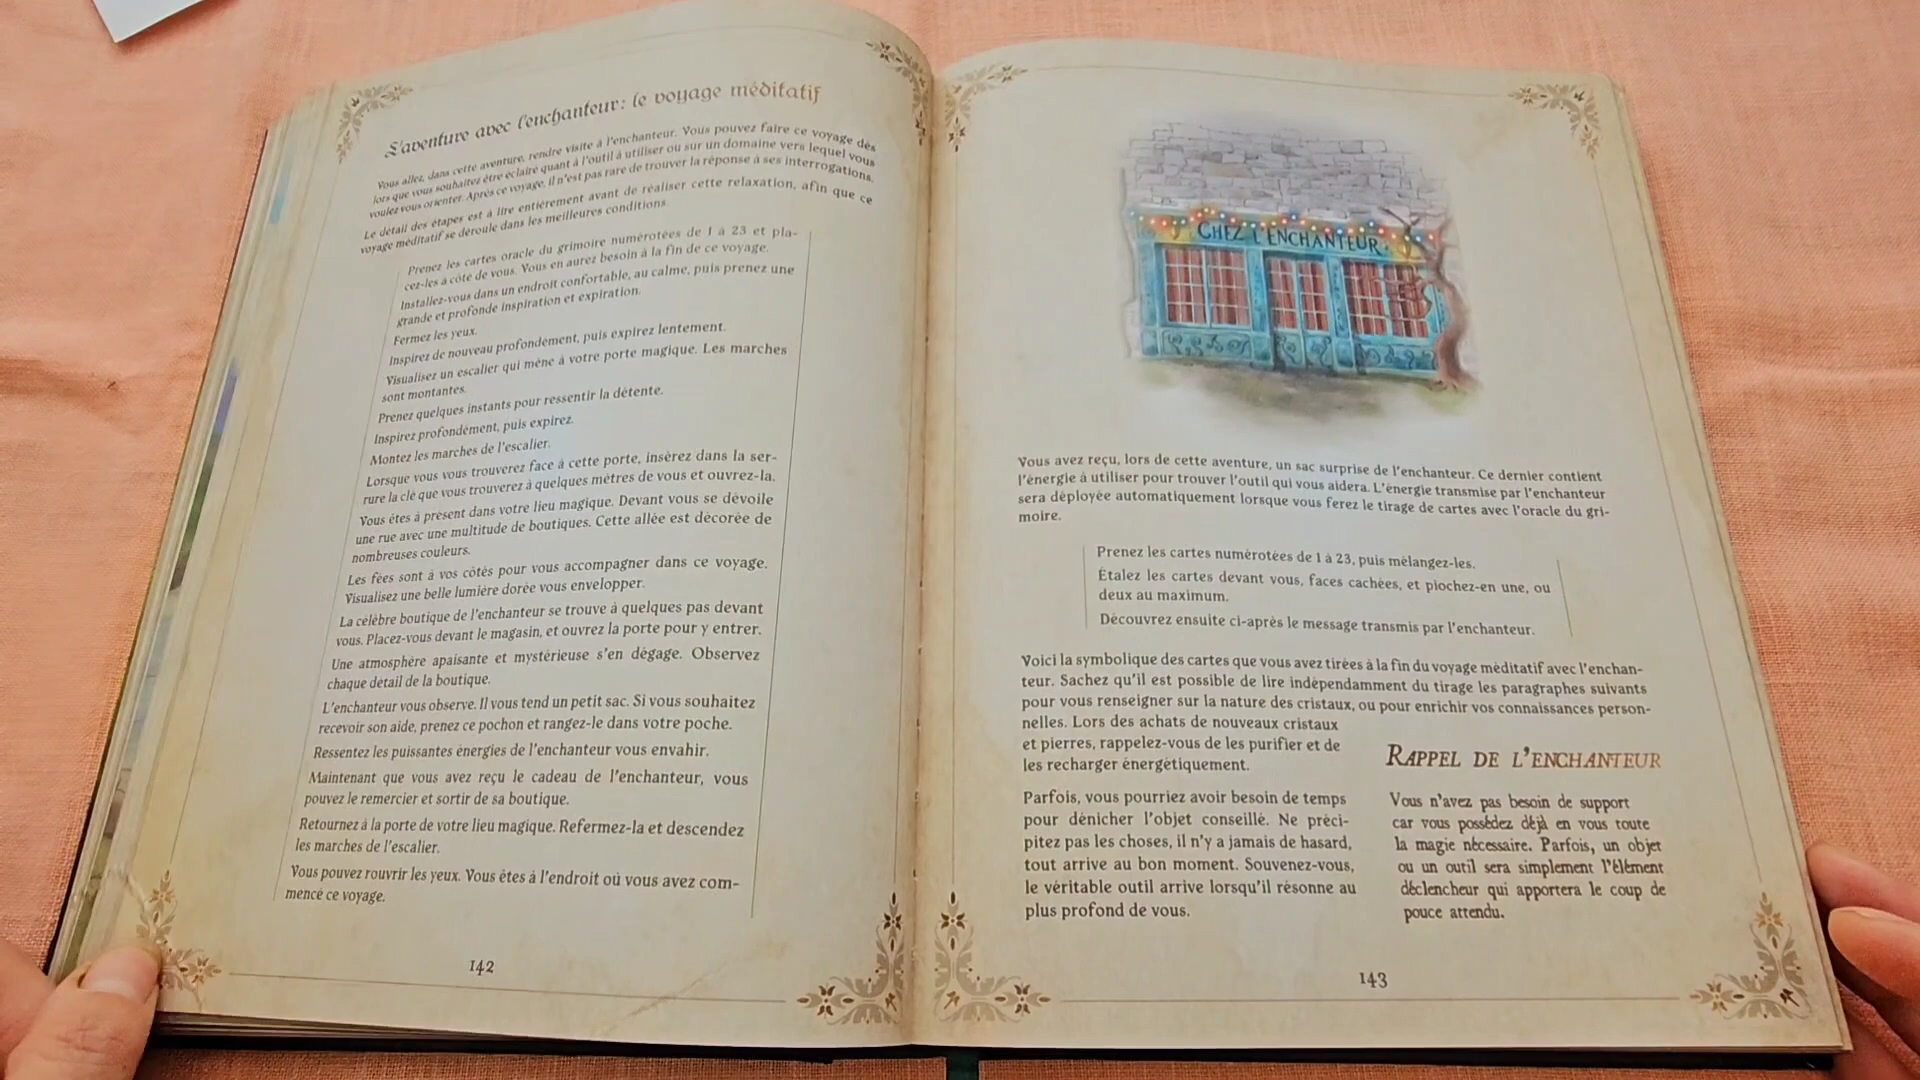 L'aventure avec l'enchanteur : le voyage méditatif
Vous allez, dans cette aventure, rendre visite à l'enchanteur. Vous pouvez faire ce voyage dès
lors que vous souhaitez être éclairé quant à l'outil à utiliser ou sur un domaine vers lequel vous
voulez vous orienter. Après ce voyage, il n'est pas rare de trouver la réponse à ses interrogations.
Le détail des étapes est à lire entièrement avant de réaliser cette relaxation, afin que ce
voyage méditatif se déroule dans les meilleures conditions.
Prenez les cartes oracle du grimoire numérotées de 1 à 23 et pla-
cez-les à côté de vous. Vous en aurez besoin à la fin de ce voyage.
Installez-vous dans un endroit confortable, au calme, puis prenez une
grande et profonde inspiration et expiration.
Fermez les yeux.
Inspirez de nouveau profondément, puis expirez lentement.
Visualisez un escalier qui mène à votre porte magique. Les marches
sont montantes.
Prenez quelques instants pour ressentir la détente.
Inspirez profondément, puis expirez.
Montez les marches de l'escalier.
Lorsque vous vous trouverez face à cette porte, insérez dans la ser-
rure la clé que vous trouverez à quelques mètres de vous et ouvrez-la.
Vous êtes à présent dans votre lieu magique. Devant vous se dévoile
une rue avec une multitude de boutiques. Cette allée est décorée de
nombreuses couleurs.
Les fées sont à vos côtés pour vous accompagner dans ce voyage.
Visualisez une belle lumière dorée vous envelopper.
La célèbre boutique de l'enchanteur se trouve à quelques pas devant
vous. Placez-vous devant le magasin, et ouvrez la porte pour y entrer.
Une atmosphère apaisante et mystérieuse s'en dégage. Observez
chaque détail de la boutique.
L'enchanteur vous observe. Il vous tend un petit sac. Si vous souhaitez
recevoir son aide, prenez ce pochon et rangez-le dans votre poche.
Ressentez les puissantes énergies de l'enchanteur vous envahir.
Maintenant que vous avez reçu le cadeau de l'enchanteur, vous
pouvez le remercier et sortir de sa boutique.
Retournez à la porte de votre lieu magique. Refermez-la et descendez
les marches de l'escalier.
Vous pouvez rouvrir les yeux. Vous êtes à l'endroit où vous avez com-
mencé ce voyage.
142
CHEZ L'ENCHANTEUR
Vous avez reçu, lors de cette aventure, un sac surprise de l'enchanteur. Ce dernier contient
l'énergie à utiliser pour trouver l'outil qui vous aidera. L'énergie transmise par l'enchanteur
sera déployée automatiquement lorsque vous ferez le tirage de cartes avec l'oracle du gri-
moire.
Prenez les cartes numérotées de 1 à 23, puis mélangez-les.
Étalez les cartes devant vous, faces cachées, et piochez-en une, ou
deux au maximum.
Découvrez ensuite ci-après le message transmis par l'enchanteur.
Voici la symbolique des cartes que vous avez tirées à la fin du voyage méditatif avec l'enchan-
teur. Sachez qu'il est possible de lire indépendamment du tirage les paragraphes suivants
pour vous renseigner sur la nature des cristaux, ou pour enrichir vos connaissances person-
nelles. Lors des achats de nouveaux cristaux
et pierres, rappelez-vous de les purifier et de
les recharger énergétiquement.
Parfois, vous pourriez avoir besoin de temps
pour dénicher l'objet conseillé. Ne préci-
pitez pas les choses, il n'y a jamais de hasard,
tout arrive au bon moment. Souvenez-vous,
le véritable outil arrive lorsqu'il résonne au
plus profond de vous.
RAPPEL DE L'ENCHANTEUR
Vous n'avez pas besoin de support
car vous possédez déjà en vous toute
la magie nécessaire. Parfois, un objet
ou un outil sera simplement l'élément
déclencheur qui apportera le coup de
pouce attendu.
143